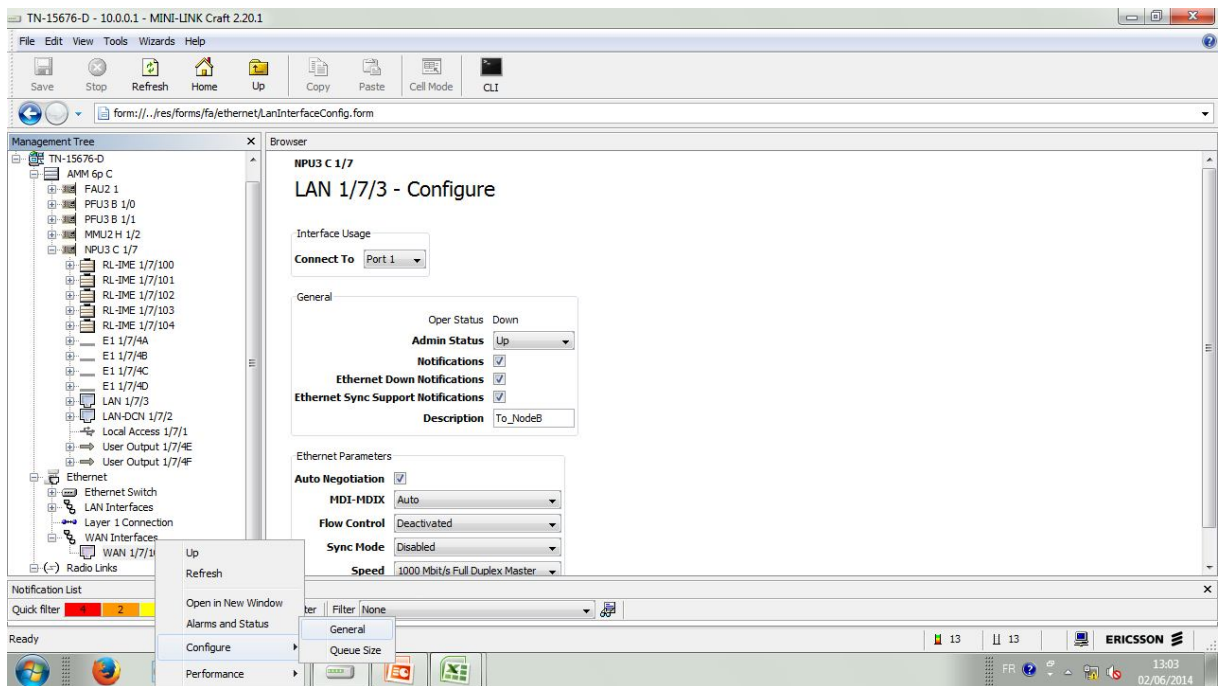 TN-15676-D - 10.0.0.1 - MINI-LINK Craft 2.20.1
File Edit View Tools Wizards Help
Save Stop Refresh Home Up Copy Paste Cell Mode CLI
form://../res/forms/fa/ethernet/LanInterfaceConfig.form
Management Tree
TN-15676-D
AMM 6p C
FAU2 1
PFU3 B 1/0
PFU3 B 1/1
MMU2 H 1/2
NPU3 C 1/7
RL-IME 1/7/100
RL-IME 1/7/101
RL-IME 1/7/102
RL-IME 1/7/103
RL-IME 1/7/104
E1 1/7/4A
E1 1/7/4B
E1 1/7/4C
E1 1/7/4D
LAN 1/7/3
LAN-DCN 1/7/2
Local Access 1/7/1
User Output 1/7/4E
User Output 1/7/4F
Ethernet
Ethernet Switch
LAN Interfaces
Layer 1 Connection
WAN Interfaces
WAN 1/7/10
Radio Links
Browser
NPU3 C 1/7
LAN 1/7/3 - Configure
Interface Usage
Connect To Port 1
General
Oper Status Down
Admin Status Up
Notifications
Ethernet Down Notifications
Ethernet Sync Support Notifications
Description To_NodeB
Ethernet Parameters
Auto Negotiation
MDI-MDIX Auto
Flow Control Deactivated
Sync Mode Disabled
Speed 1000 Mbit/s Full Duplex Master
Up
Refresh
Open in New Window
Alarms and Status
Configure
Performance
General
Queue Size
Notification List
Quick filter 4 2 ter Filter None
Ready 13 13 ERICSSON
FR 13:03
02/06/2014